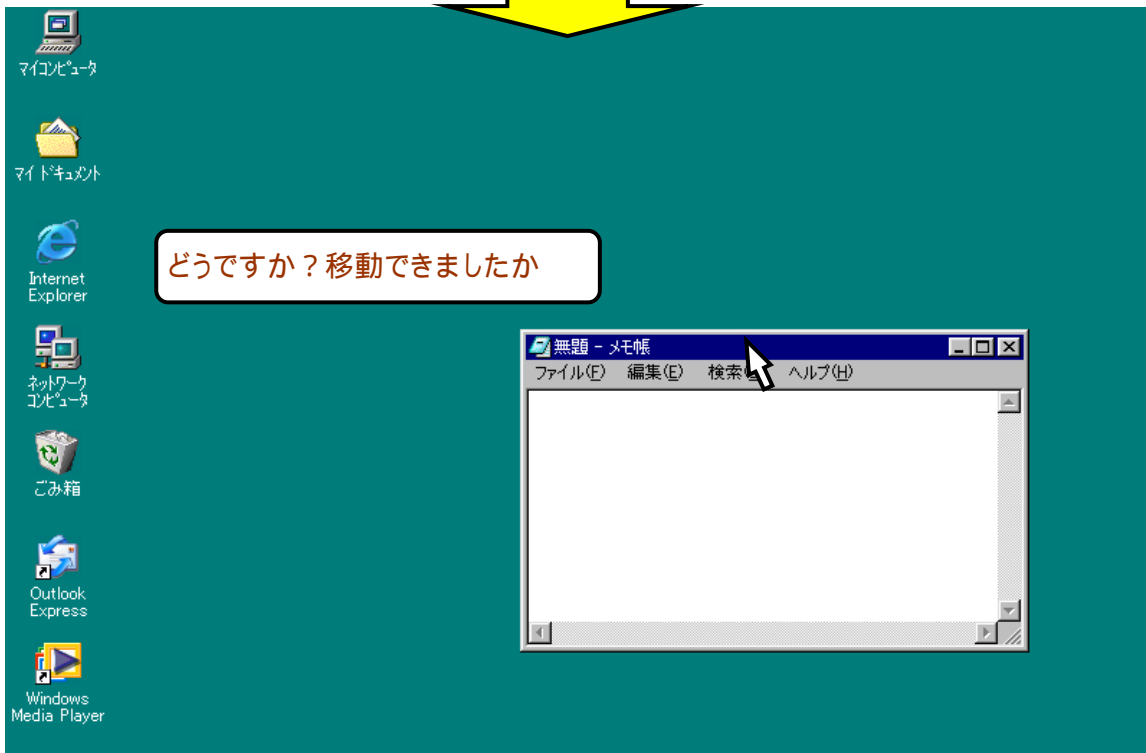 マイコンピュータ
マイ ドキュメント
Internet
Explorer
どうですか？移動できましたか
ネットワーク
コンピュータ
無題 - メモ帳
ファイル(F) 編集(E) 検索 ヘルプ(H)
ごみ箱
Outlook
Express
Windows
Media Player